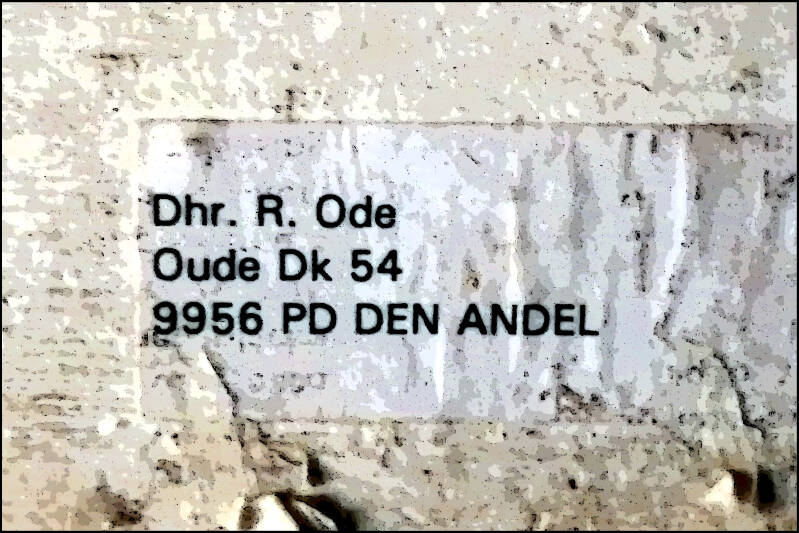 Dhr. R. Ode
Oude Dk 54
9956 PD DEN ANDEL